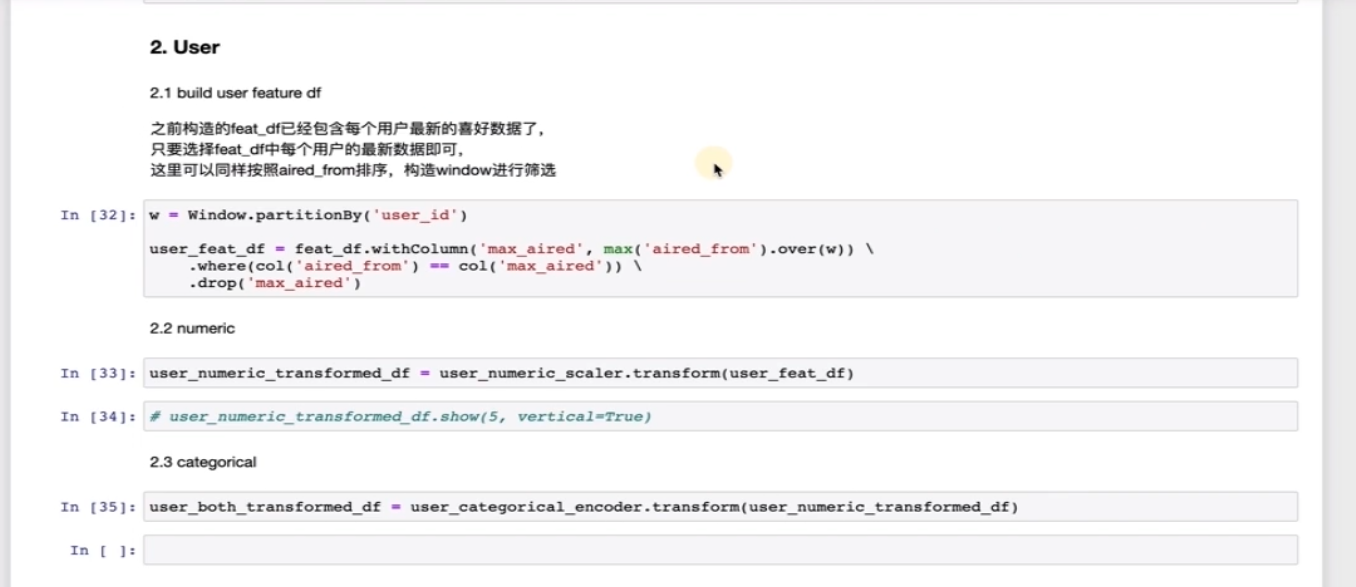 2. User
2.1 build user feature df
之前构造的feat_df已经包含每个用户最新的喜好数据了，
只要选择feat_df中每个用户的最新数据即可，
这里可以同样按照aired_from排序，构造window进行筛选
In [32]: w = Window.partitionBy('user_id')
user_feat_df = feat_df.withColumn('max_aired', max('aired_from').over(w)) \
.where(col('aired_from') == col('max_aired')) \
.drop('max_aired')
2.2 numeric
In [33]: user_numeric_transformed_df = user_numeric_scaler.transform(user_feat_df)
In [34]: # user_numeric_transformed_df.show(5, vertical=True)
2.3 categorical
In [35]: user_both_transformed_df = user_categorical_encoder.transform(user_numeric_transformed_df)
In [ ]: